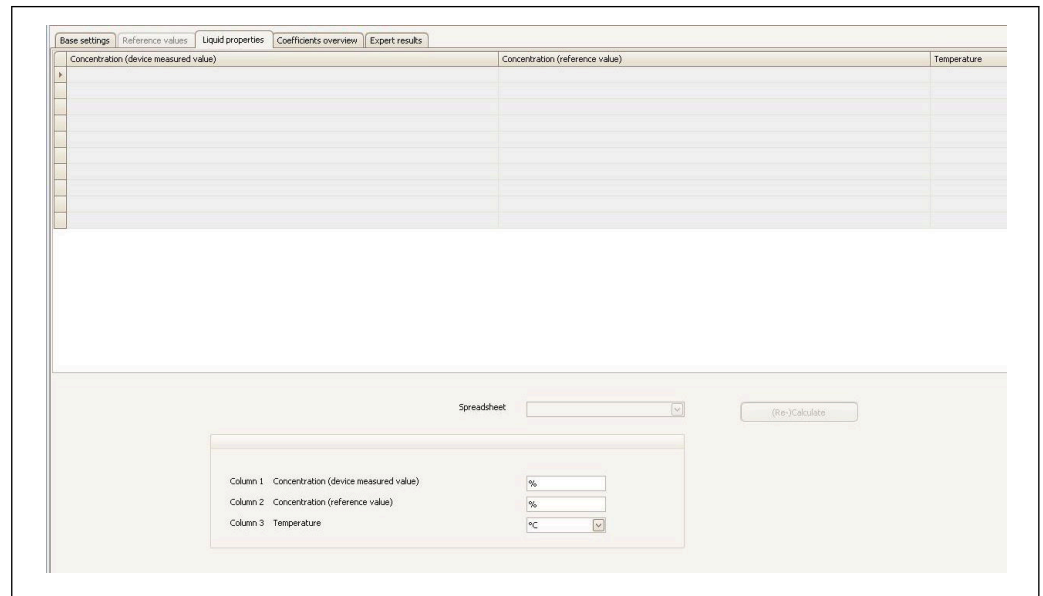 Base settings Reference values Liquid properties Coefficients overview Expert results
Concentration (device measured value) Concentration (reference value) Temperature
Spreadsheet (Re-)Calculate
Column 1 Concentration (device measured value) %
Column 2 Concentration (reference value) %
Column 3 Temperature °C